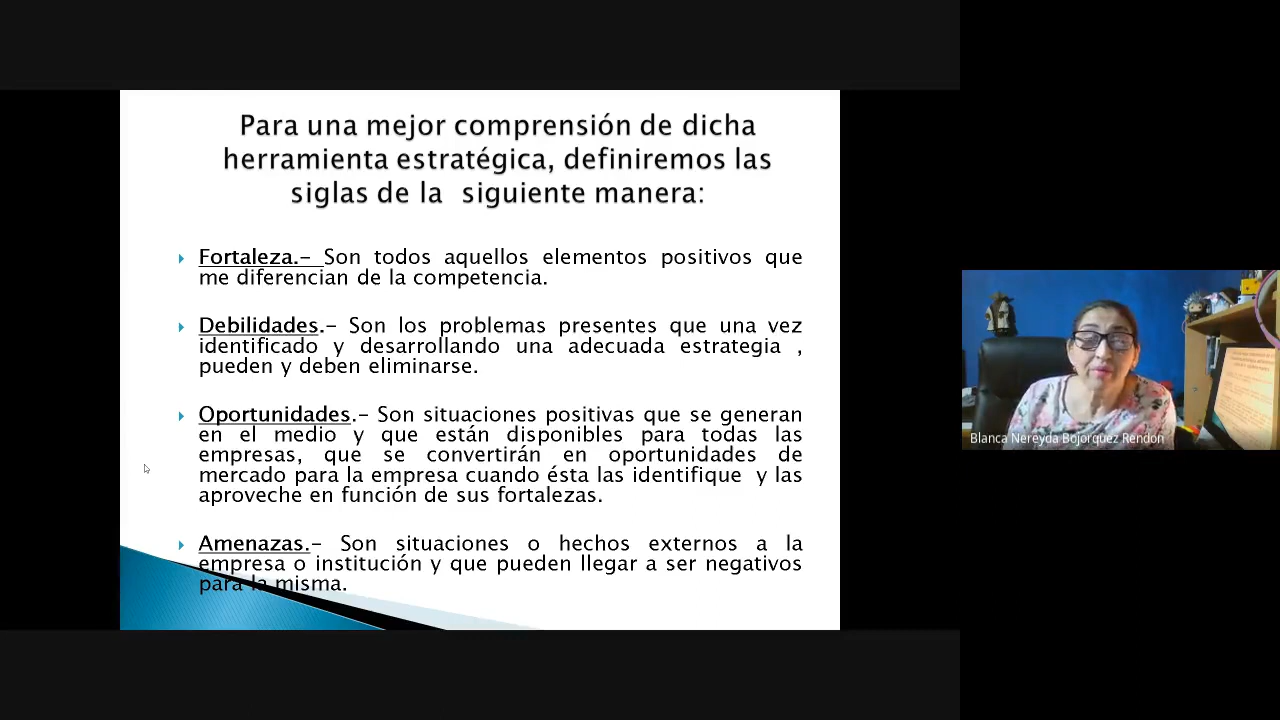 Para una mejor comprensión de dicha
herramienta estratégica, definiremos las
siglas de la siguiente manera:
Fortaleza.- Son todos aquellos elementos positivos que
me diferencian de la competencia.
Debilidades.- Son los problemas presentes que una vez
identificado y desarrollando una adecuada estrategia ,
pueden y deben eliminarse.
Oportunidades.- Son situaciones positivas que se generan
en el medio y que están disponibles para todas las
empresas, que se convertirán en oportunidades de
mercado para la empresa cuando ésta las identifique y las
aproveche en función de sus fortalezas.
Amenazas.- Son situaciones o hechos externos a la
empresa o institución y que pueden llegar a ser negativos
para la misma.
Blanca Nereyda Bojorquez Rendon